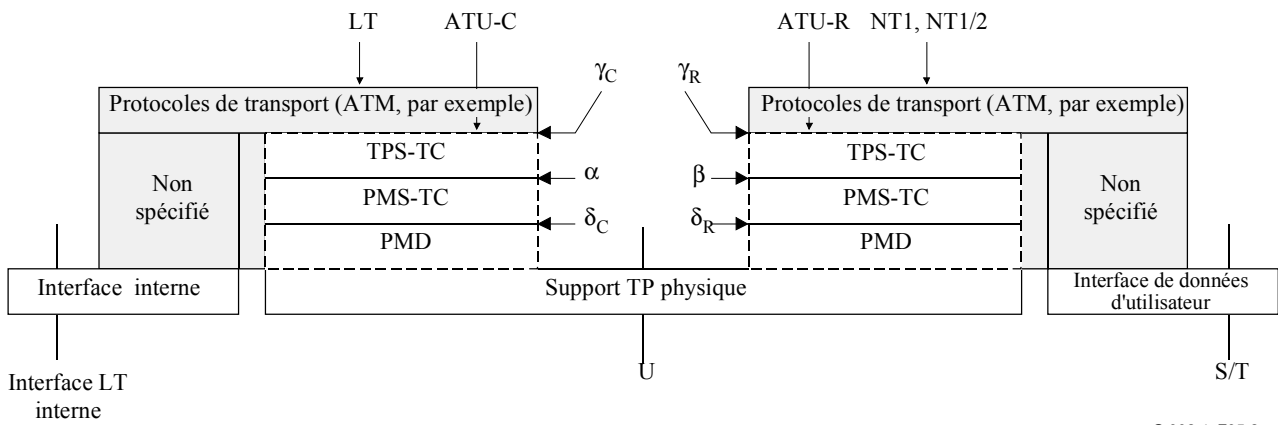 LT ATU-C ATU-R NT1, NT1/2
γC γR
Protocoles de transport (ATM, par exemple) Protocoles de transport (ATM, par exemple)
TPS-TC TPS-TC
Non
spécifié
α β
Non
spécifié
PMS-TC PMS-TC
δC δR
PMD PMD
Interface interne Support TP physique
Interface de données
d'utilisateur
Interface LT
interne
U S/T